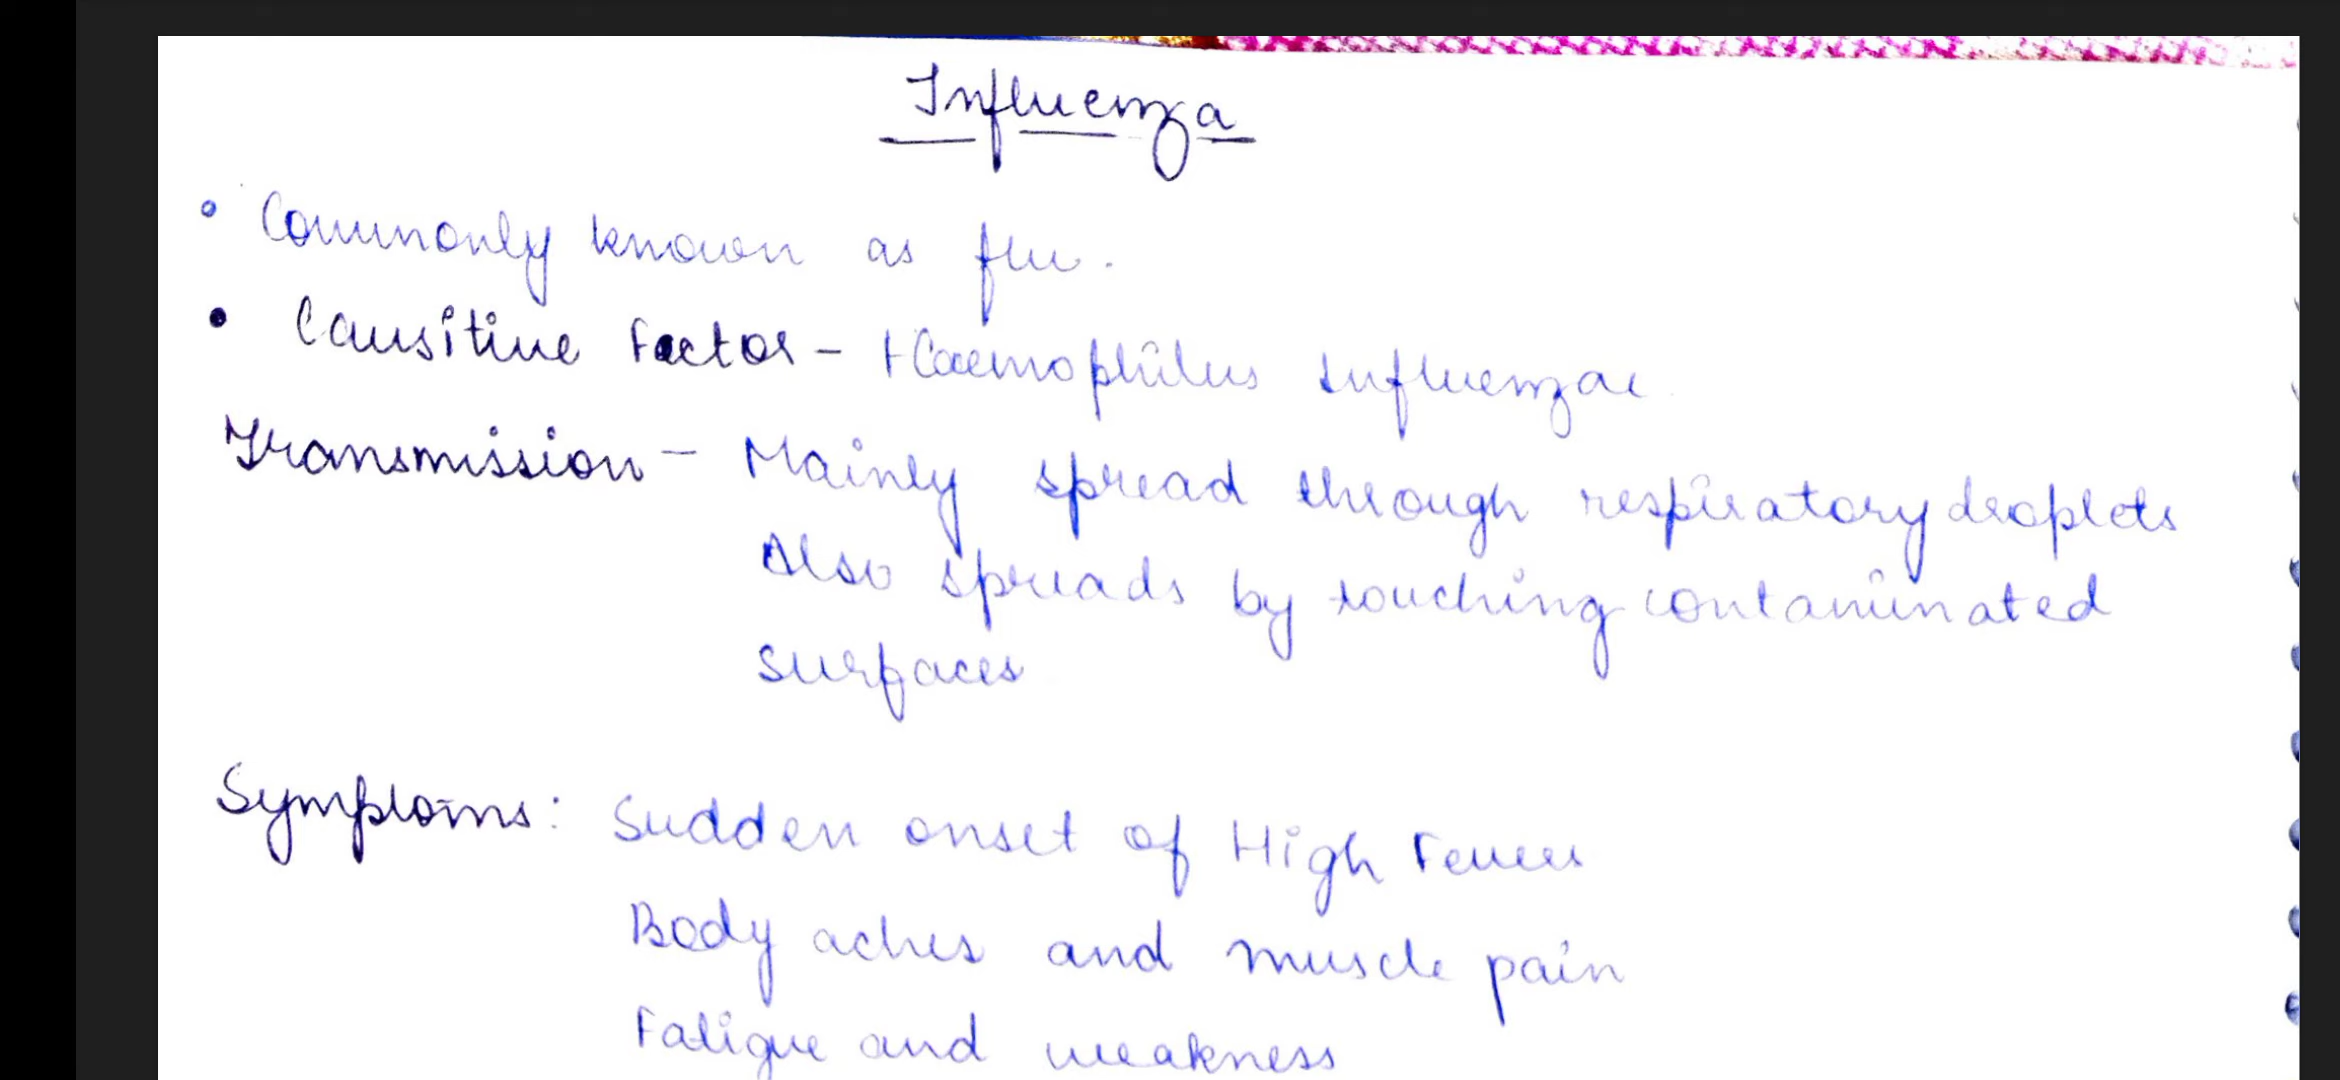 Influenza
• Commonly known as flu.
• Causitive Factor - Haemophilus Influenzae
Transmission - Mainly spread through respiratory droplets
Also spreads by touching contaminated
surfaces
Symptoms: Sudden onset of High Fever
Body aches and muscle pain
Fatigue and weakness